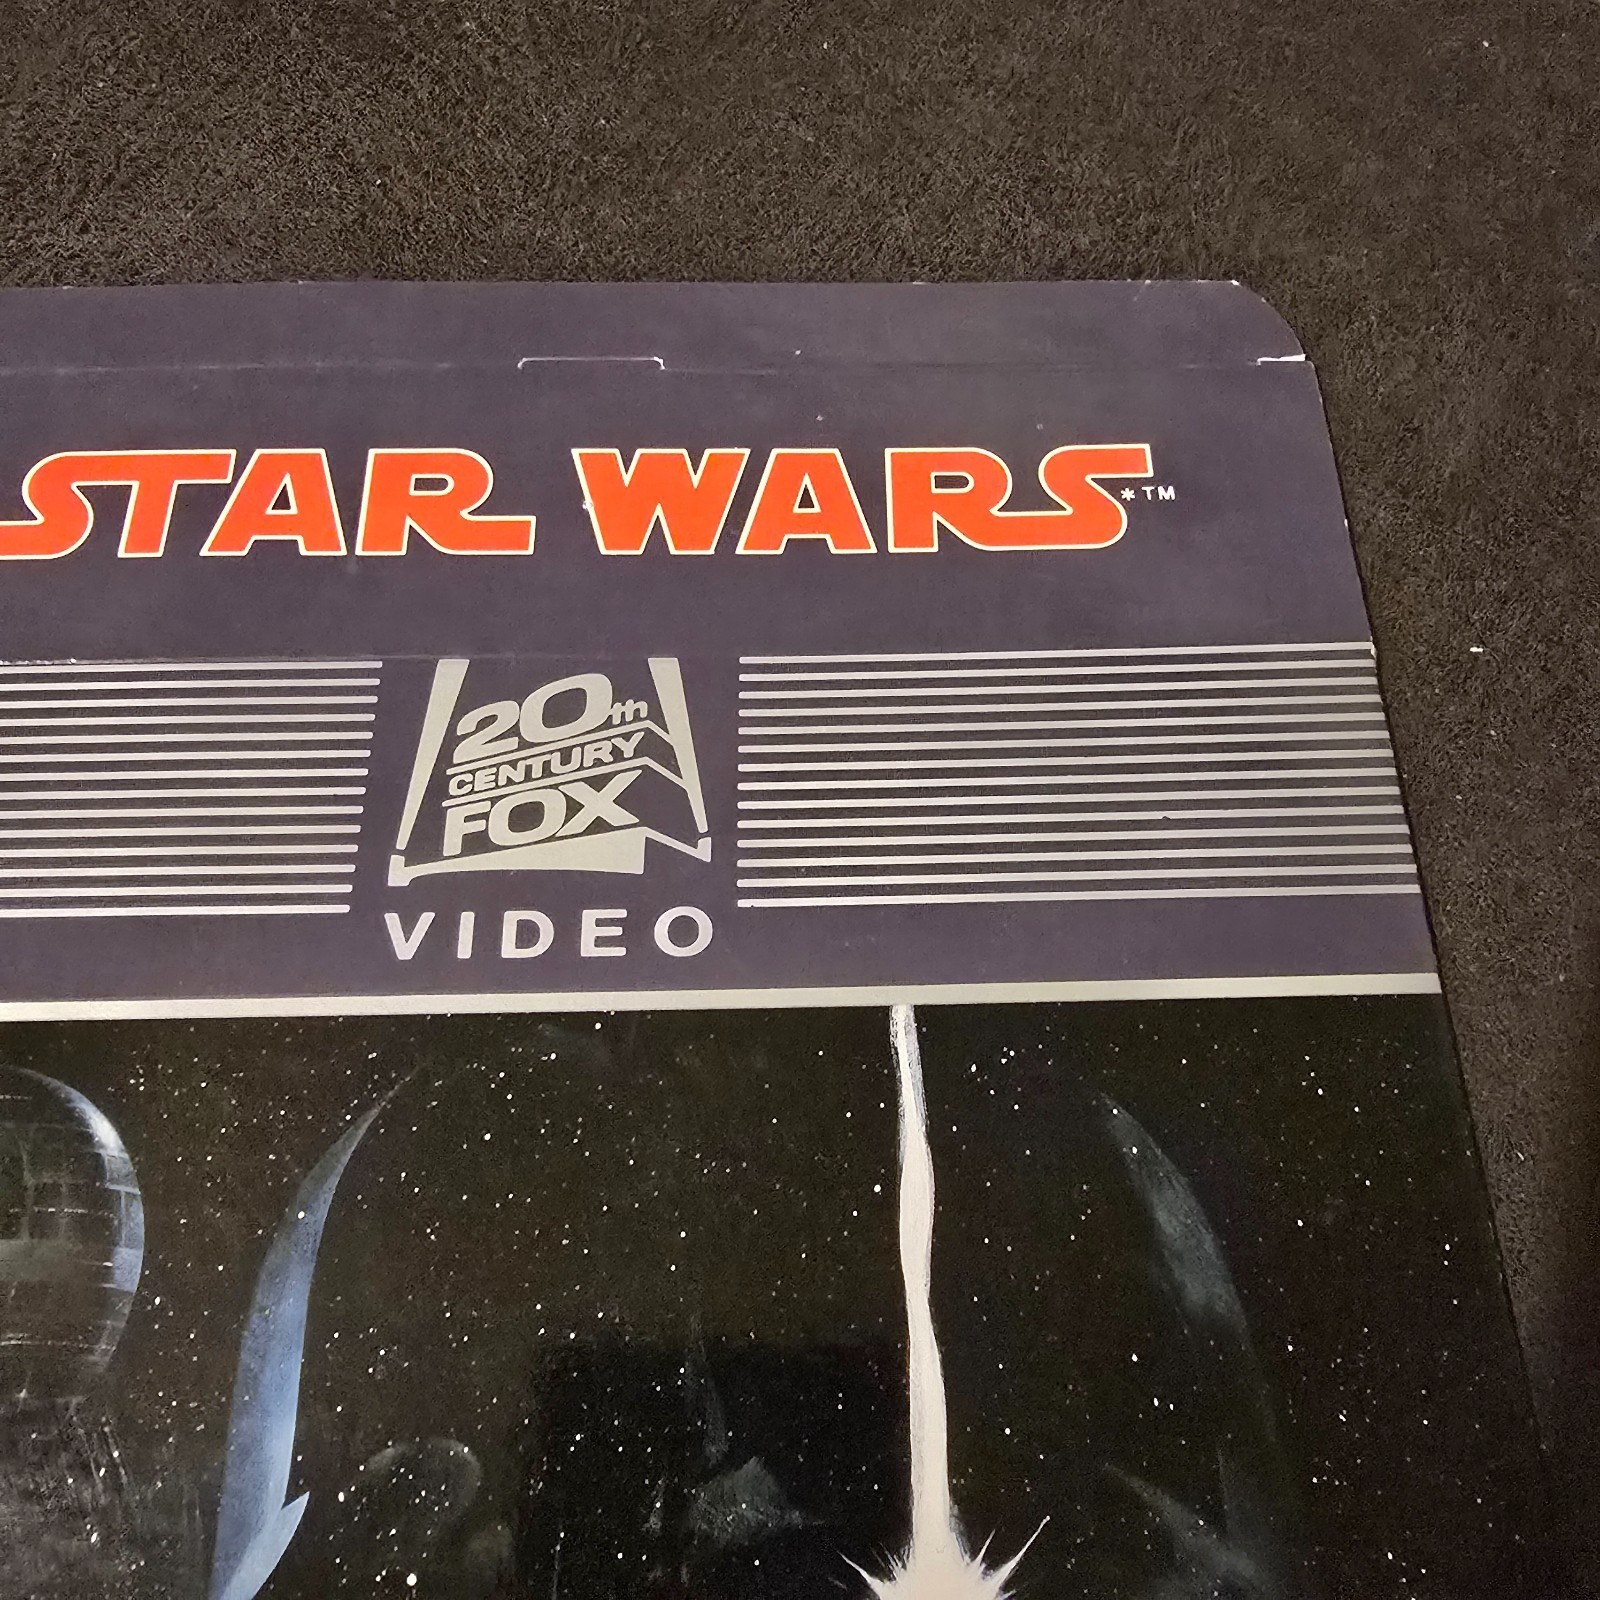 STAR WARS*™
20th
CENTURY
FOX
VIDEO